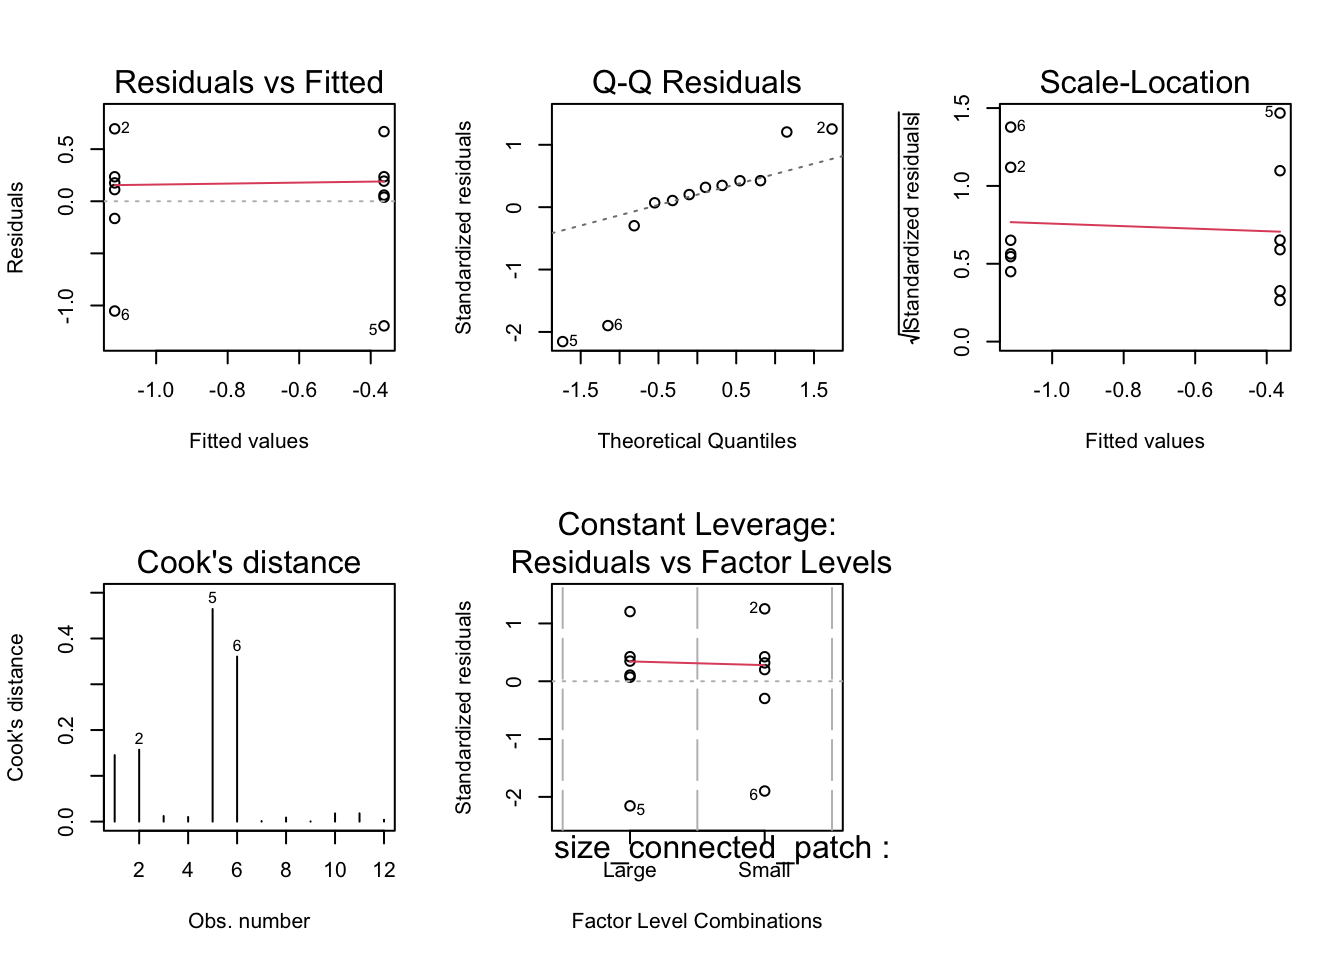 Residuals vs Fitted
Residuals
0.5
0.0
-1.0
2
6
5
-1.0 -0.8 -0.6 -0.4
Fitted values
Q-Q Residuals
Standardized residuals
1
0
-1
-2
2
6
5
-1.5 -0.5 0.5 1.5
Theoretical Quantiles
Scale-Location
√|Standardized residuals|
1.5
1.0
0.5
0.0
5
6
2
-1.0 -0.8 -0.6 -0.4
Fitted values
Cook's distance
Cook's distance
0.4
0.2
0.0
5
6
2
2 4 6 8 10 12
Obs. number
Constant Leverage:
Residuals vs Factor Levels
Standardized residuals
1
0
-1
-2
2
6
5
size_connected_patch :
Large Small
Factor Level Combinations